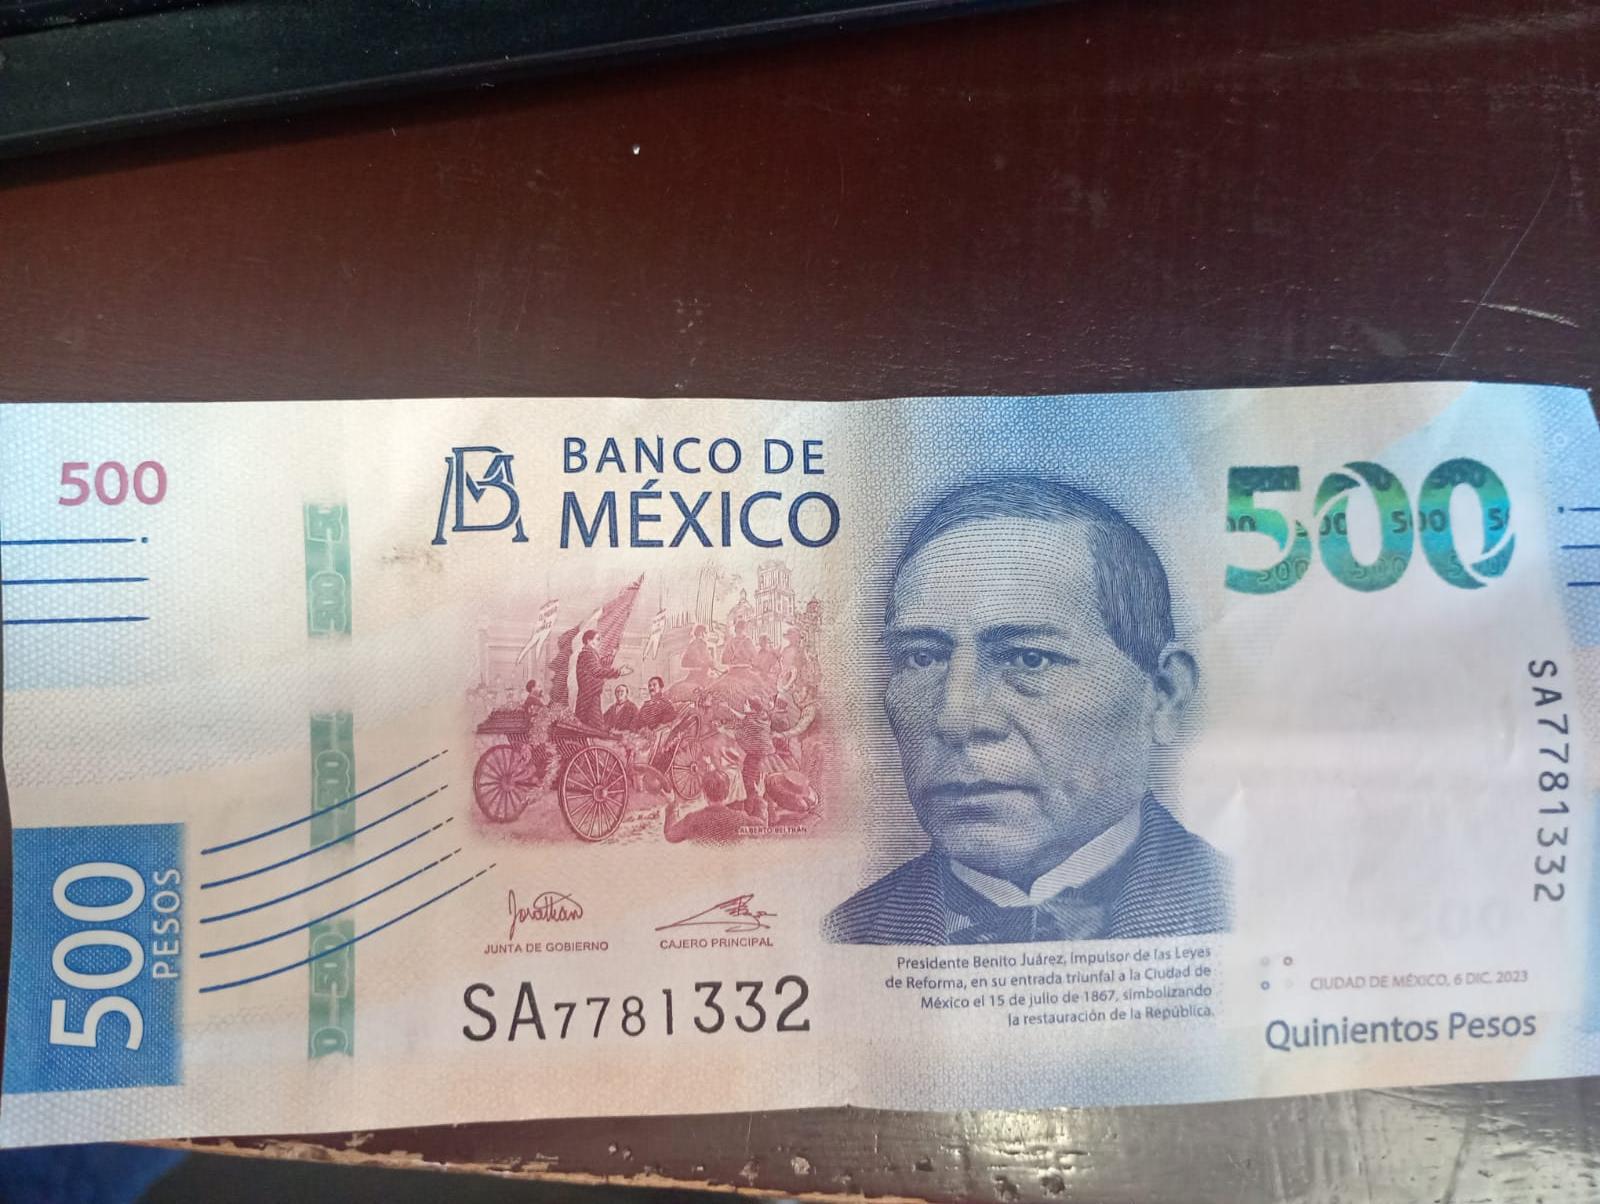 500
BM
BANCO DE
MÉXICO
500
500 PESOS
ALBERTO BELTRÁN
JUNTA DE GOBIERNO
CAJERO PRINCIPAL
SA7781332
Presidente Benito Juárez, impulsor de las Leyes
de Reforma, en su entrada triunfal a la Ciudad de
México el 15 de julio de 1867, simbolizando
la restauración de la República.
SA7781332
CIUDAD DE MÉXICO, 6 DIC. 2023
Quinientos Pesos